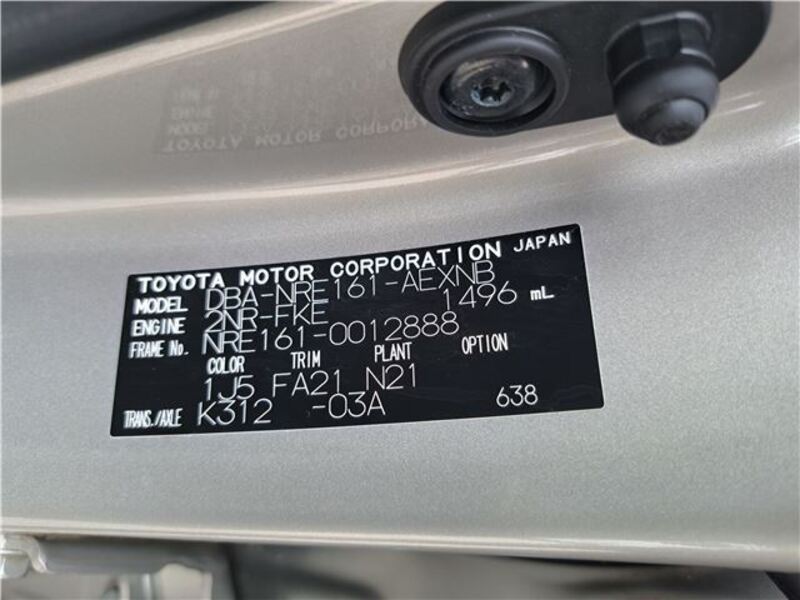 TOYOTA MOTOR CORPORATION JAPAN
MODEL DBA-NRE161-AEXNB
ENGINE 2NR-FKE 1496 mL
FRAME No. NRE161-0012888
COLOR TRIM PLANT OPTION
1J5 FA21 N21
TRANS./AXLE K312 -03A 638